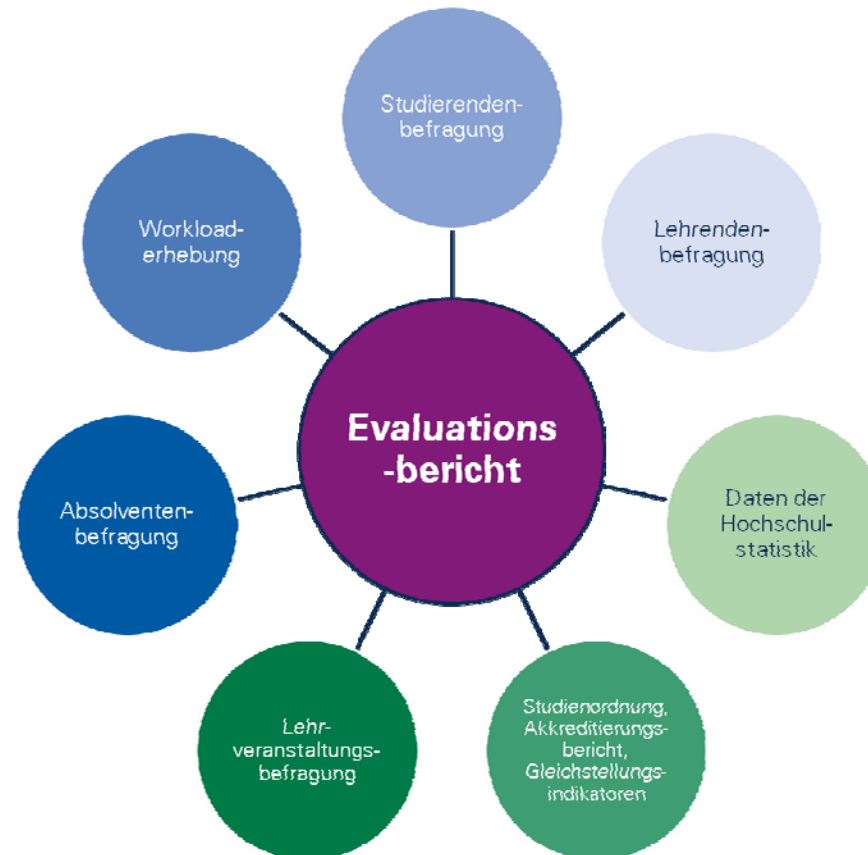 Studierenden-
befragung
Workload-
erhebung
Lehrenden-
befragung
Evaluations
-bericht
Absolventen-
befragung
Daten der
Hochschul-
statistik
Lehr-
veranstaltungs-
befragung
Studienordnung,
Akkreditierungs-
bericht,
Gleichstellungs-
indikatoren